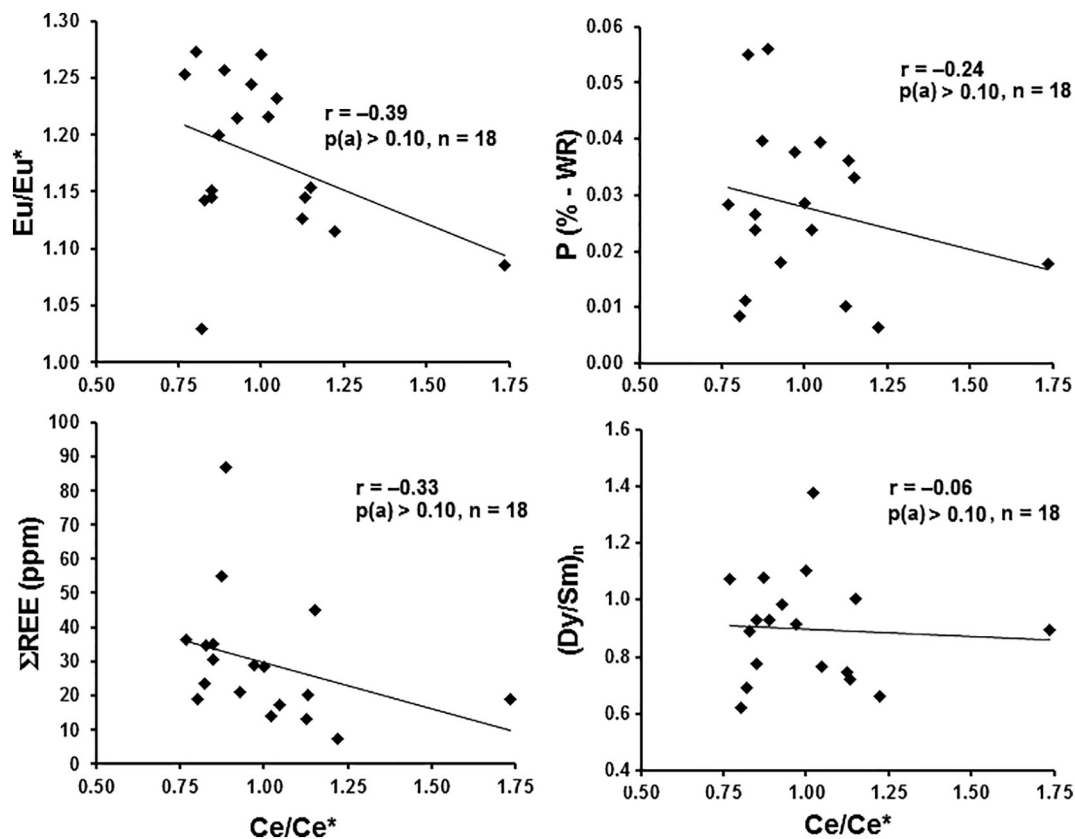 1.30
1.25
1.20
1.15
1.10
1.05
1.00
Eu/Eu*
r = –0.39
p(a) > 0.10, n = 18
0.50 0.75 1.00 1.25 1.50 1.75
0.06
0.05
0.04
0.03
0.02
0.01
0.00
P (% - WR)
r = –0.24
p(a) > 0.10, n = 18
0.50 0.75 1.00 1.25 1.50 1.75
100
90
80
70
60
50
40
30
20
10
0
ΣREE (ppm)
r = –0.33
p(a) > 0.10, n = 18
0.50 0.75 1.00 1.25 1.50 1.75
Ce/Ce*
1.6
1.4
1.2
1.0
0.8
0.6
0.4
(Dy/Sm)n
r = –0.06
p(a) > 0.10, n = 18
0.50 0.75 1.00 1.25 1.50 1.75
Ce/Ce*